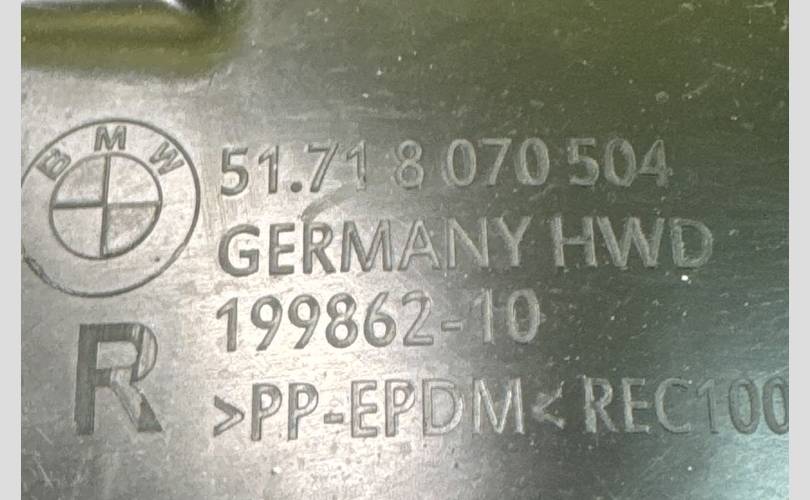 BMW
51.71 8 070 504
GERMANY HWD
199862-10
R
>PP-EPDM< REC100